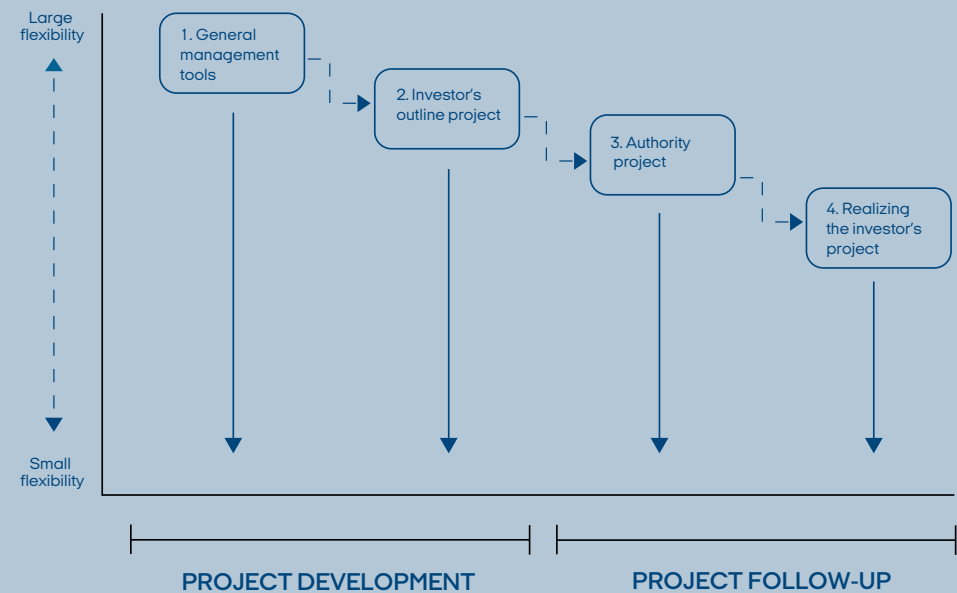 Large
flexibility
1. General
management
tools
2. Investor's
outline project
3. Authority
project
4. Realizing
the investor's
project
Small
flexibility
PROJECT DEVELOPMENT
PROJECT FOLLOW-UP